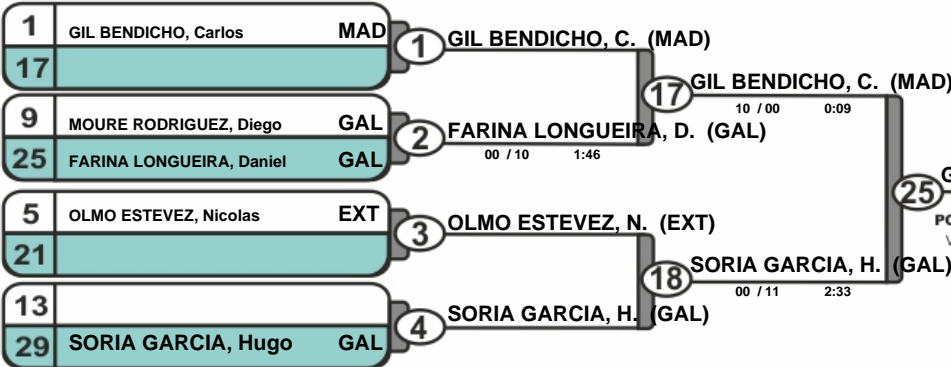 1 GIL BENDICHO, Carlos MAD
17
9 MOURE RODRIGUEZ, Diego GAL
25 FARINA LONGUEIRA, Daniel GAL
5 OLMO ESTEVEZ, Nicolas EXT
21
13
29 SORIA GARCIA, Hugo GAL
1 GIL BENDICHO, C. (MAD)
2 FARINA LONGUEIRA, D. (GAL)
00 / 10 1:46
3 OLMO ESTEVEZ, N. (EXT)
4 SORIA GARCIA, H. (GAL)
17 GIL BENDICHO, C. (MAD)
10 / 00 0:09
18 SORIA GARCIA, H. (GAL)
00 / 11 2:33
25